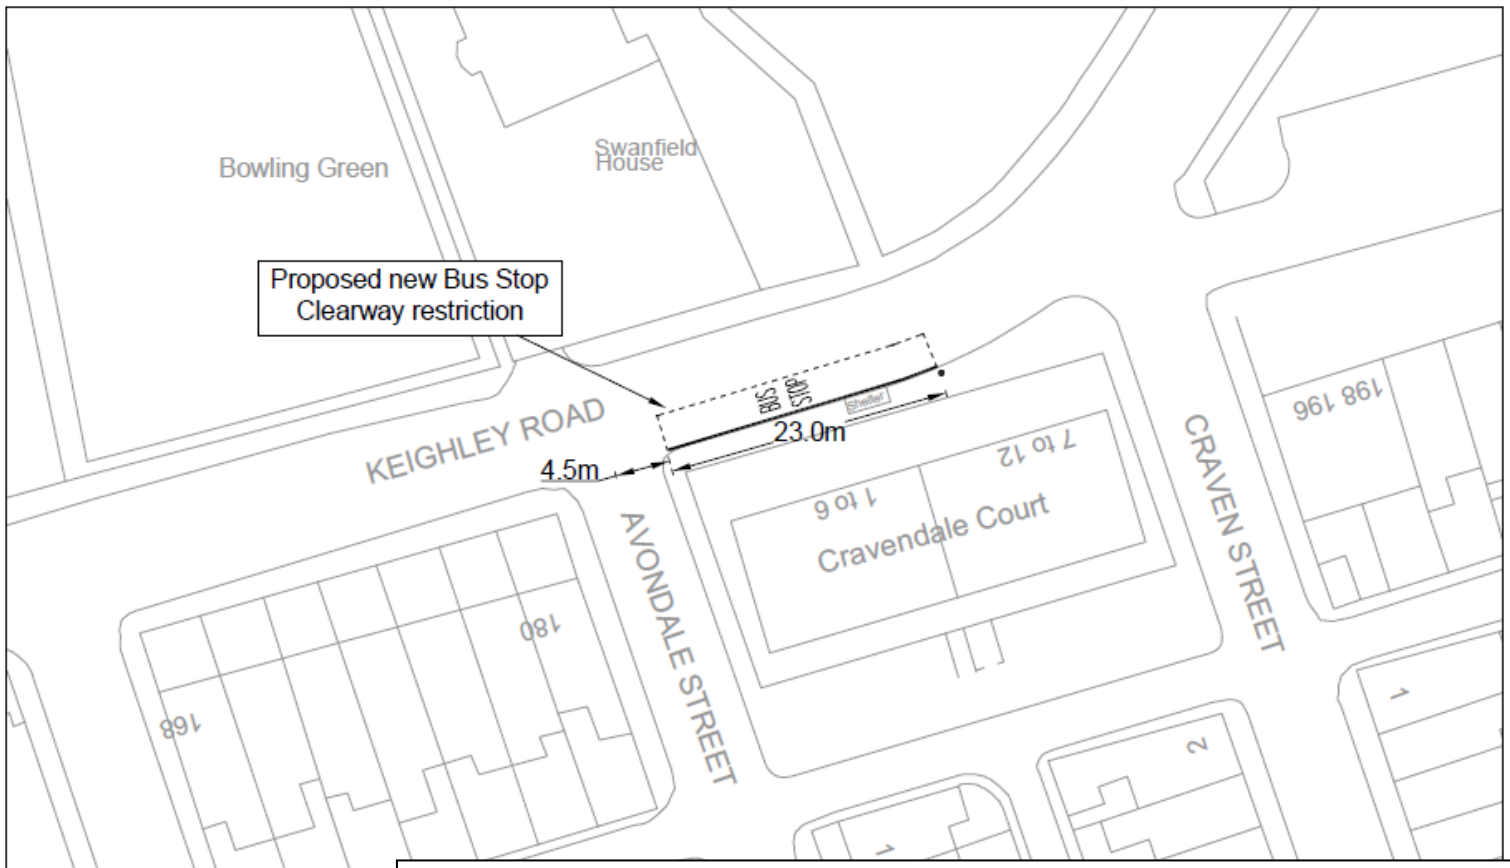 Bowling Green
Swanfield
House
Proposed new Bus Stop
Clearway restriction
BUS
STOP
Shelter
KEIGHLEY ROAD
23.0m
4.5m
198 196
7 to 12
1 to 6
Cravendale Court
CRAVEN STREET
AVONDALE STREET
180
168
1
2
1